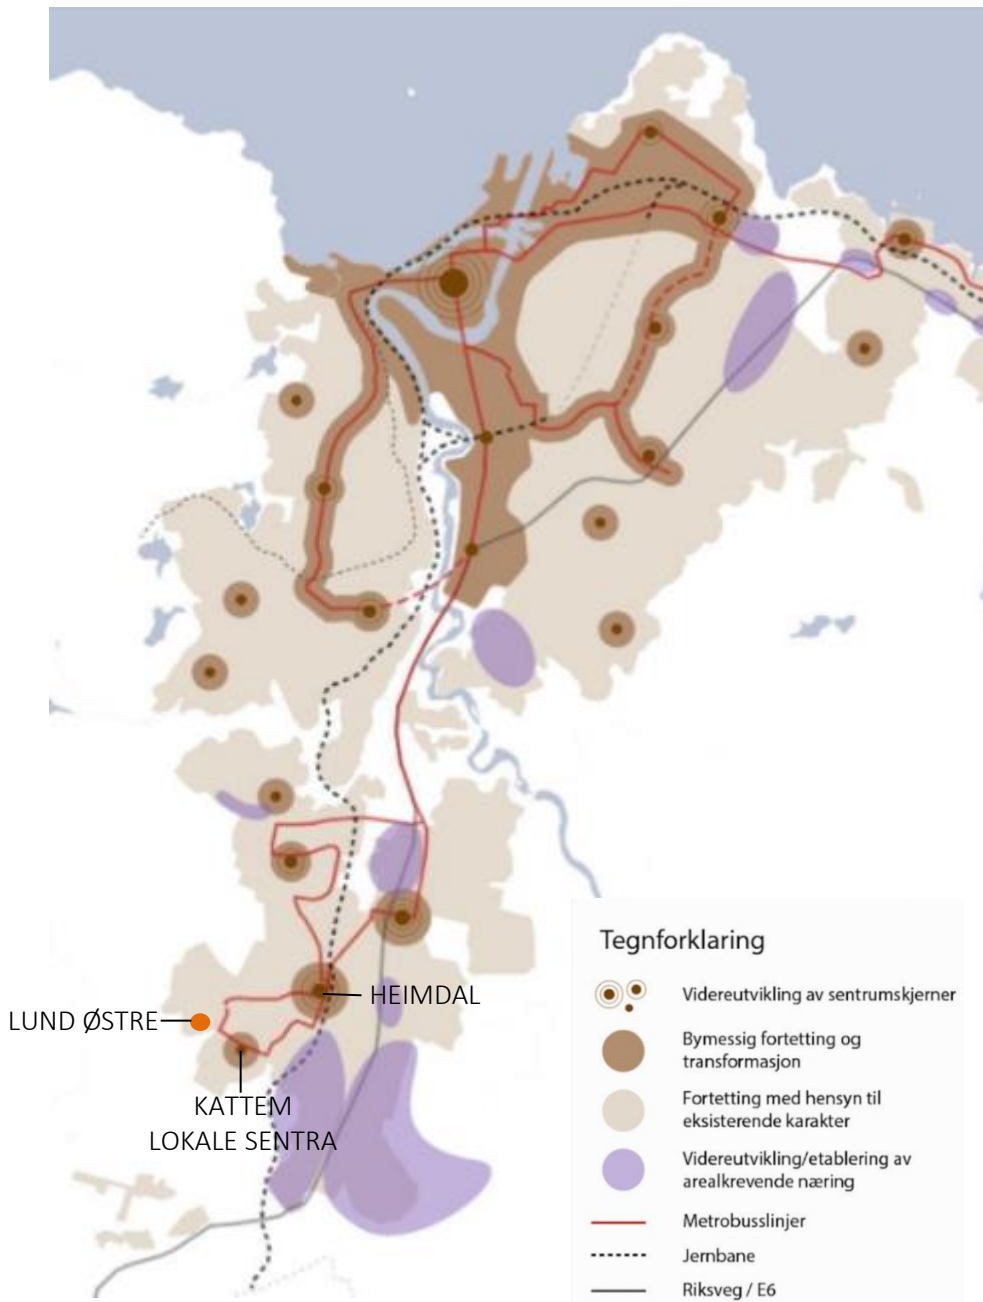 HEIMDAL
LUND ØSTRE
KATTEM
LOKALE SENTRA
Tegnforklaring
Videreutvikling av sentrumskjerner
Bymessig fortetting og
transformasjon
Fortetting med hensyn til
eksisterende karakter
Videreutvikling/etablering av
arealkrevende næring
Metrobusslinjer
Jernbane
Riksveg / E6